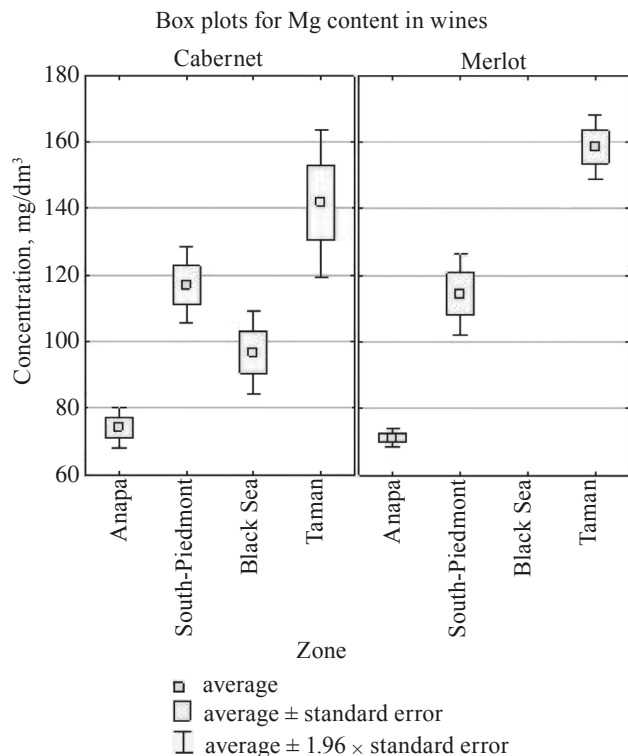 Box plots for Mg content in wines
Cabernet
Merlot
Concentration, mg/dm³
180
160
140
120
100
80
60
Anapa
South-Piedmont
Black Sea
Taman
Anapa
South-Piedmont
Black Sea
Taman
Zone
average
average ± standard error
average ± 1.96 × standard error